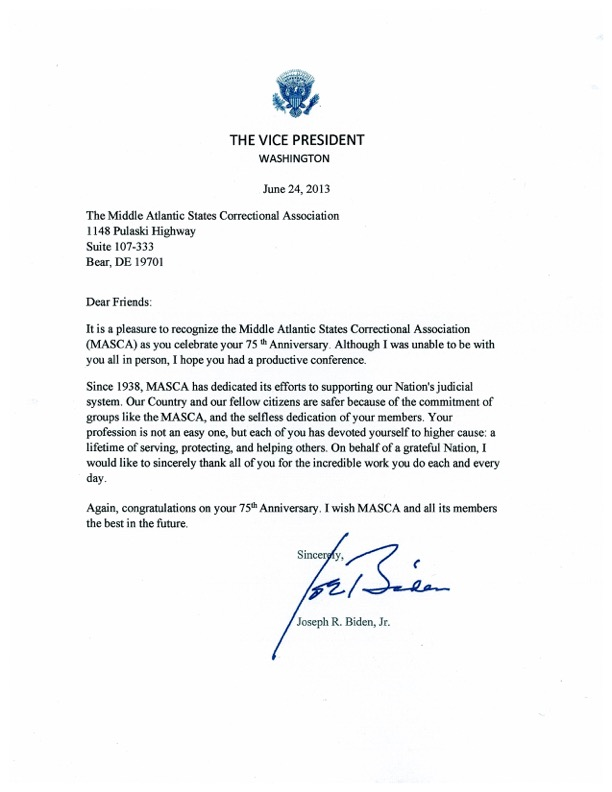 THE VICE PRESIDENT
WASHINGTON
June 24, 2013
The Middle Atlantic States Correctional Association
1148 Pulaski Highway
Suite 107-333
Bear, DE 19701
Dear Friends:
It is a pleasure to recognize the Middle Atlantic States Correctional Association
(MASCA) as you celebrate your 75 th Anniversary. Although I was unable to be with
you all in person, I hope you had a productive conference.
Since 1938, MASCA has dedicated its efforts to supporting our Nation's judicial
system. Our Country and our fellow citizens are safer because of the commitment of
groups like the MASCA, and the selfless dedication of your members. Your
profession is not an easy one, but each of you has devoted yourself to higher cause: a
lifetime of serving, protecting, and helping others. On behalf of a grateful Nation, I
would like to sincerely thank all of you for the incredible work you do each and every
day.
Again, congratulations on your 75th Anniversary. I wish MASCA and all its members
the best in the future.
Sincerely,
Joe Biden
Joseph R. Biden, Jr.